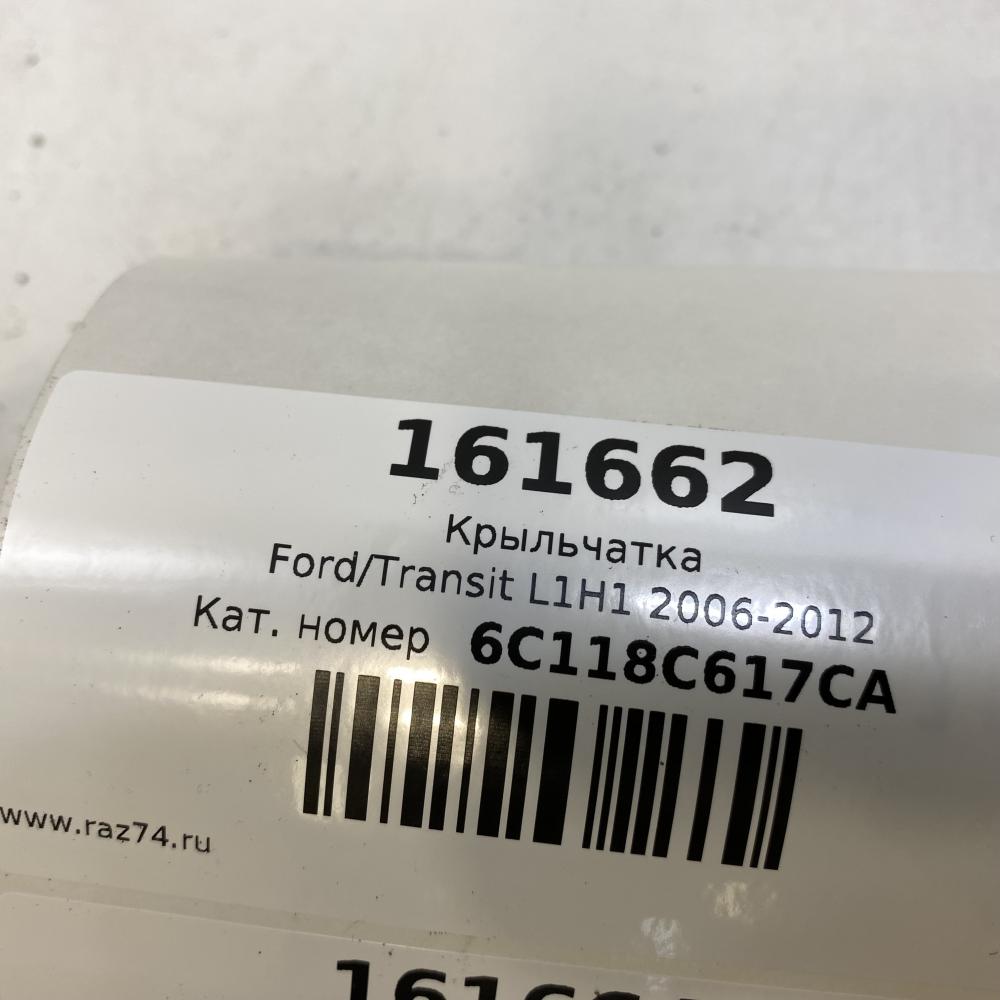 161662
Крыльчатка
Ford/Transit L1H1 2006-2012
Кат. номер 6C118C617CA
www.raz74.ru